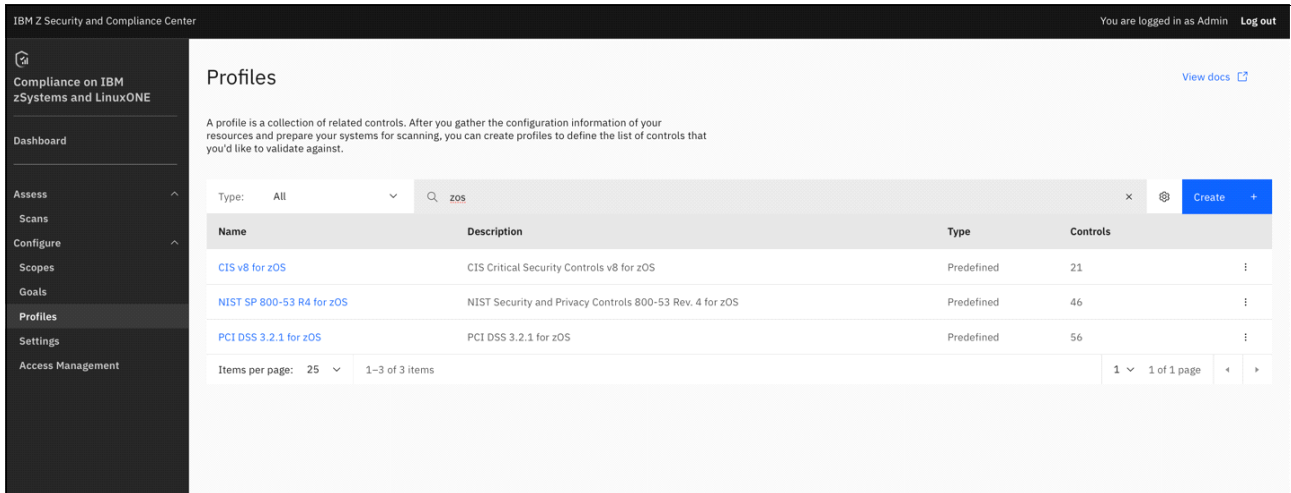 IBM Z Security and Compliance Center
You are logged in as Admin Log out
Compliance on IBM
zSystems and LinuxONE
Dashboard
Assess
Scans
Configure
Scopes
Goals
Profiles
Settings
Access Management
Profiles
View docs
A profile is a collection of related controls. After you gather the configuration information of your
resources and prepare your systems for scanning, you can create profiles to define the list of controls that
you'd like to validate against.
Type: All zos Create +
Name Description Type Controls
CIS v8 for zOS CIS Critical Security Controls v8 for zOS Predefined 21
NIST SP 800-53 R4 for zOS NIST Security and Privacy Controls 800-53 Rev. 4 for zOS Predefined 46
PCI DSS 3.2.1 for zOS PCI DSS 3.2.1 for zOS Predefined 56
Items per page: 25 1–3 of 3 items 1 1 of 1 page